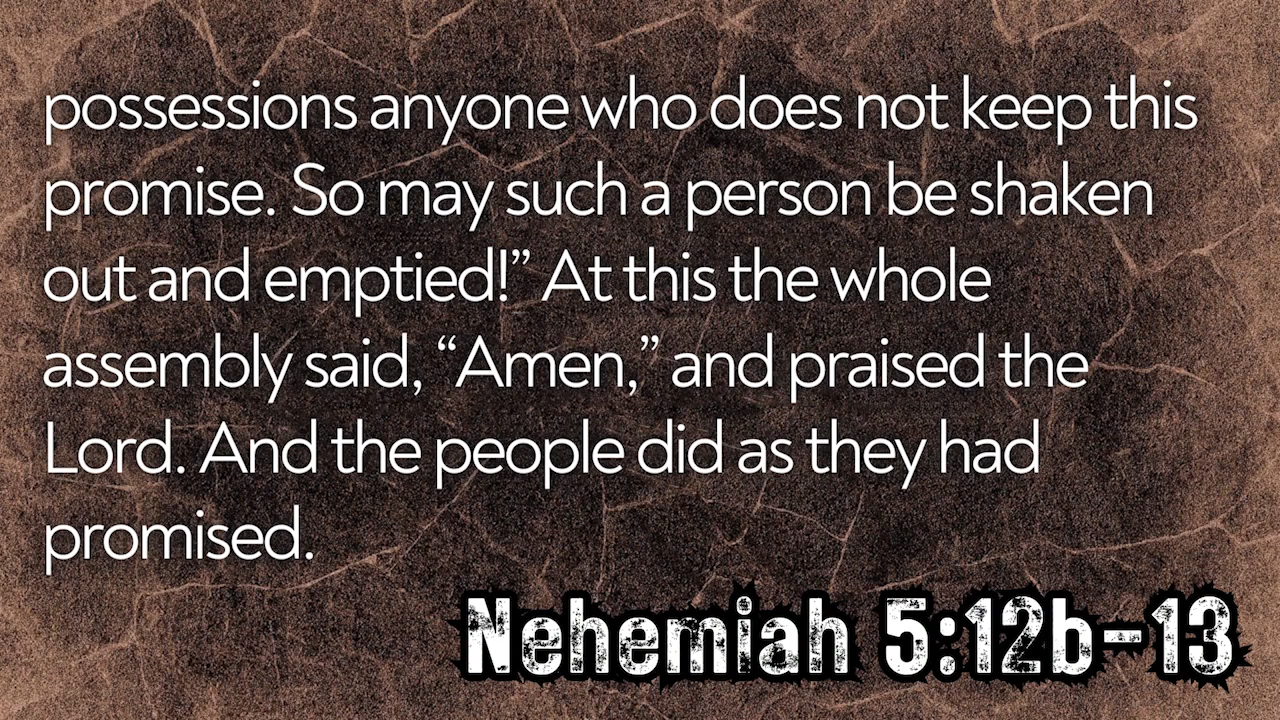 possessions anyone who does not keep this
promise. So may such a person be shaken
out and emptied!” At this the whole
assembly said, “Amen,” and praised the
Lord. And the people did as they had
promised.
Nehemiah 5:12b-13